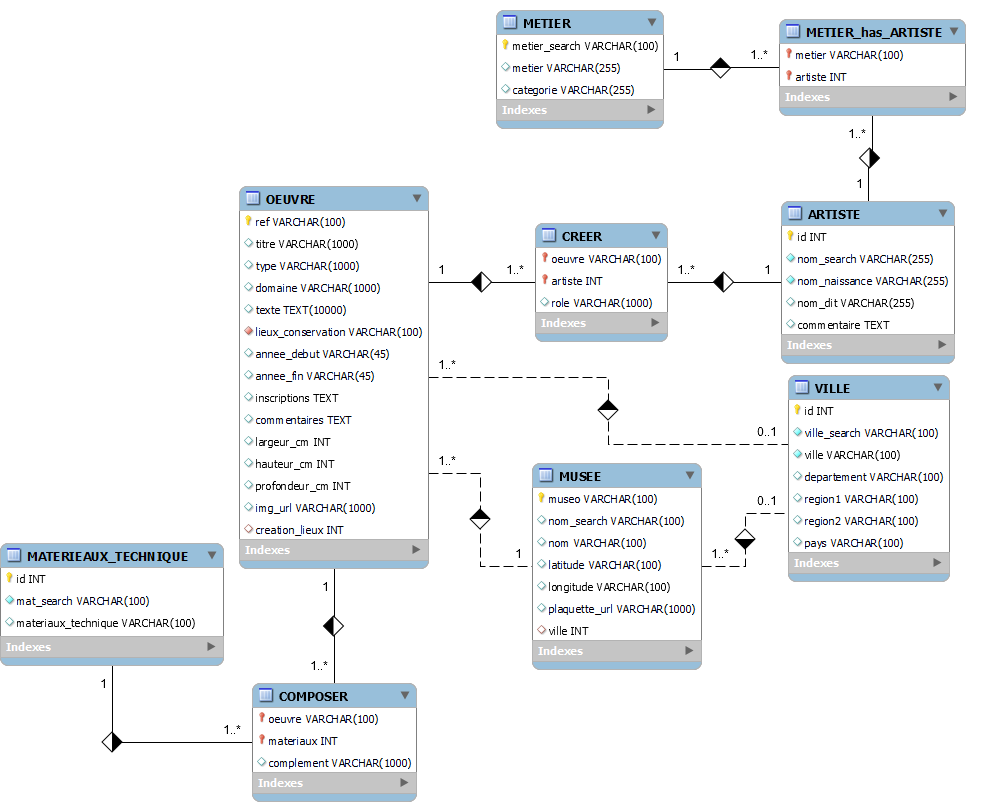 METIER
metier_search VARCHAR(100)
metier VARCHAR(255)
categorie VARCHAR(255)
Indexes
1
1..*
METIER_has_ARTISTE
metier VARCHAR(100)
artiste INT
Indexes
1..*
1
OEUVRE
ref VARCHAR(100)
titre VARCHAR(1000)
type VARCHAR(1000)
domaine VARCHAR(1000)
texte TEXT(10000)
lieux_conservation VARCHAR(100)
annee_debut VARCHAR(45)
annee_fin VARCHAR(45)
inscriptions TEXT
commentaires TEXT
largeur_cm INT
hauteur_cm INT
profondeur_cm INT
img_url VARCHAR(1000)
creation_lieux INT
Indexes
1
1..*
CREER
oeuvre VARCHAR(100)
artiste INT
role VARCHAR(1000)
Indexes
1..*
1
ARTISTE
id INT
nom_search VARCHAR(255)
nom_naissance VARCHAR(255)
nom_dit VARCHAR(255)
commentaire TEXT
Indexes
1..*
0..1
VILLE
id INT
ville_search VARCHAR(100)
ville VARCHAR(100)
departement VARCHAR(100)
region1 VARCHAR(100)
region2 VARCHAR(100)
pays VARCHAR(100)
Indexes
1..*
1
MUSEE
museo VARCHAR(100)
nom_search VARCHAR(100)
nom VARCHAR(100)
latitude VARCHAR(100)
longitude VARCHAR(100)
plaquette_url VARCHAR(1000)
ville INT
Indexes
0..1
1..*
MATERIEAUX_TECHNIQUE
id INT
mat_search VARCHAR(100)
materiaux_technique VARCHAR(100)
Indexes
1
1..*
1
1..*
COMPOSER
oeuvre VARCHAR(100)
materiaux INT
complement VARCHAR(1000)
Indexes